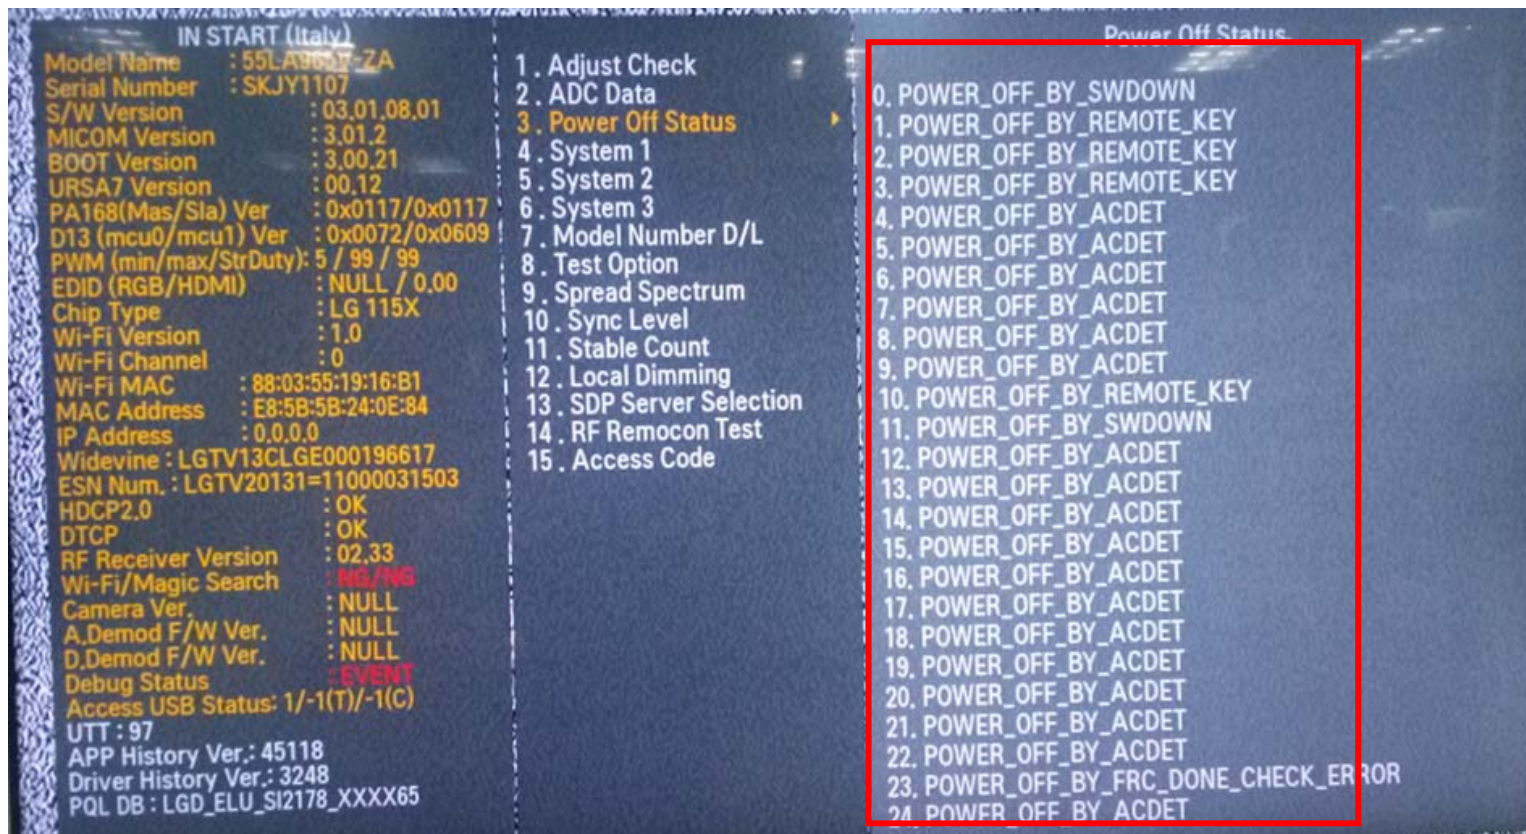 IN START (Italy)
Model Name : 55LA965V-ZA
Serial Number : SKJY1107
S/W Version : 03.01.08.01
MICOM Version : 3.01.2
BOOT Version : 3.00.21
URSA7 Version : 00.12
PA168(Mas/Sla) Ver : 0x0117/0x0117
D13 (mcu0/mcu1) Ver : 0x0072/0x0609
PWM (min/max/StrDuty): 5 / 99 / 99
EDID (RGB/HDMI) : NULL / 0.00
Chip Type : LG 115X
Wi-Fi Version : 1.0
Wi-Fi Channel : 0
Wi-Fi MAC : 88:03:55:19:16:B1
MAC Address : E8:5B:5B:24:0E:84
IP Address : 0.0.0.0
Widevine : LGTV13CLGE000196617
ESN Num. : LGTV20131=11000031503
HDCP2.0 : OK
DTCP : OK
RF Receiver Version : 02.33
Wi-Fi/Magic Search : NG/NG
Camera Ver. : NULL
A.Demod F/W Ver. : NULL
D.Demod F/W Ver. : NULL
Debug Status : EVENT
Access USB Status: 1/-1(T)/-1(C)
UTT : 97
APP History Ver.: 45118
Driver History Ver.: 3248
PQL DB : LGD_ELU_SI2178_XXXX65
1 . Adjust Check
2 . ADC Data
3 . Power Off Status
4 . System 1
5 . System 2
6 . System 3
7 . Model Number D/L
8 . Test Option
9 . Spread Spectrum
10 . Sync Level
11 . Stable Count
12 . Local Dimming
13 . SDP Server Selection
14 . RF Remocon Test
15 . Access Code
Power Off Status
0. POWER_OFF_BY_SWDOWN
1. POWER_OFF_BY_REMOTE_KEY
2. POWER_OFF_BY_REMOTE_KEY
3. POWER_OFF_BY_REMOTE_KEY
4. POWER_OFF_BY_ACDET
5. POWER_OFF_BY_ACDET
6. POWER_OFF_BY_ACDET
7. POWER_OFF_BY_ACDET
8. POWER_OFF_BY_ACDET
9. POWER_OFF_BY_ACDET
10. POWER_OFF_BY_REMOTE_KEY
11. POWER_OFF_BY_SWDOWN
12. POWER_OFF_BY_ACDET
13. POWER_OFF_BY_ACDET
14. POWER_OFF_BY_ACDET
15. POWER_OFF_BY_ACDET
16. POWER_OFF_BY_ACDET
17. POWER_OFF_BY_ACDET
18. POWER_OFF_BY_ACDET
19. POWER_OFF_BY_ACDET
20. POWER_OFF_BY_ACDET
21. POWER_OFF_BY_ACDET
22. POWER_OFF_BY_ACDET
23. POWER_OFF_BY_FRC_DONE_CHECK_ERROR
24. POWER_OFF_BY_ACDET